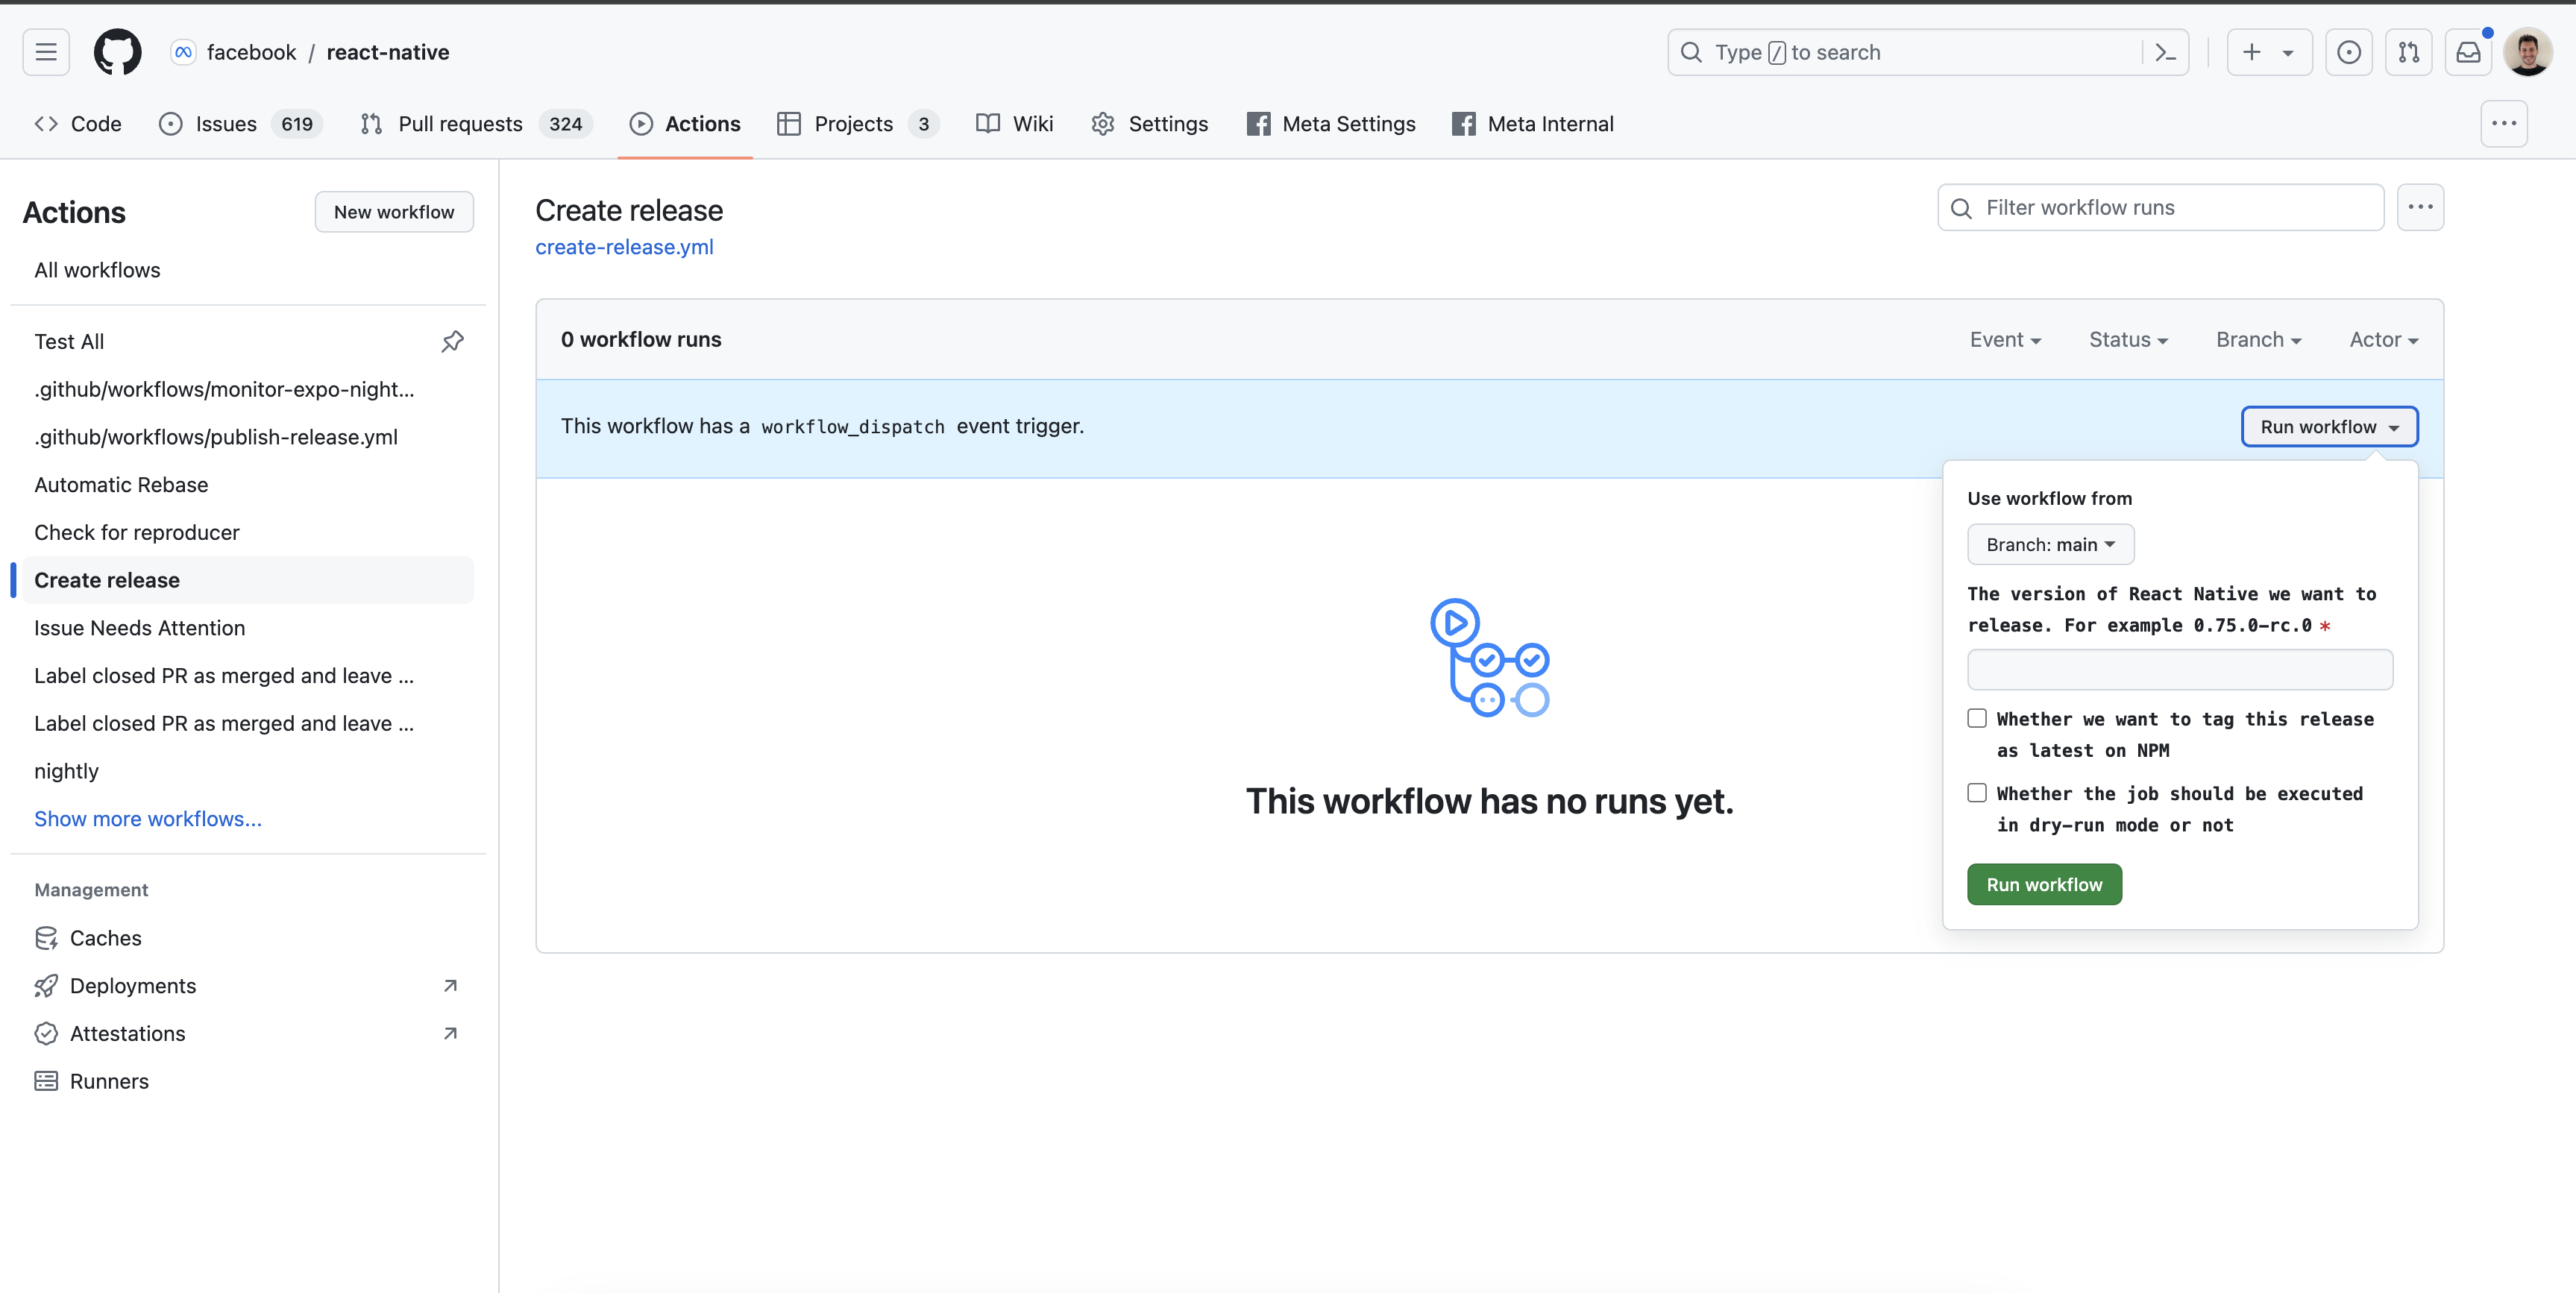 facebook / react-native
Type / to search
Code
Issues 619
Pull requests 324
Actions
Projects 3
Wiki
Settings
Meta Settings
Meta Internal
Actions
New workflow
All workflows
Test All
.github/workflows/monitor-expo-night...
.github/workflows/publish-release.yml
Automatic Rebase
Check for reproducer
Create release
Issue Needs Attention
Label closed PR as merged and leave ...
Label closed PR as merged and leave ...
nightly
Show more workflows...
Management
Caches
Deployments
Attestations
Runners
Create release
create-release.yml
Filter workflow runs
0 workflow runs
Event
Status
Branch
Actor
This workflow has a workflow_dispatch event trigger.
Run workflow
Use workflow from
Branch: main
The version of React Native we want to
release. For example 0.75.0-rc.0 *
Whether we want to tag this release
as latest on NPM
Whether the job should be executed
in dry-run mode or not
Run workflow
This workflow has no runs yet.